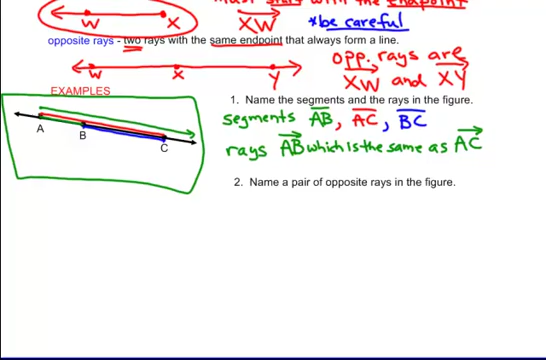 must start with the endpoint
W X XW *be careful
opposite rays - two rays with the same endpoint that always form a line.
opp. rays are
W X Y XW and XY
EXAMPLES
1. Name the segments and the rays in the figure.
segments AB, AC, BC
A B C
rays AB which is the same as AC
2. Name a pair of opposite rays in the figure.